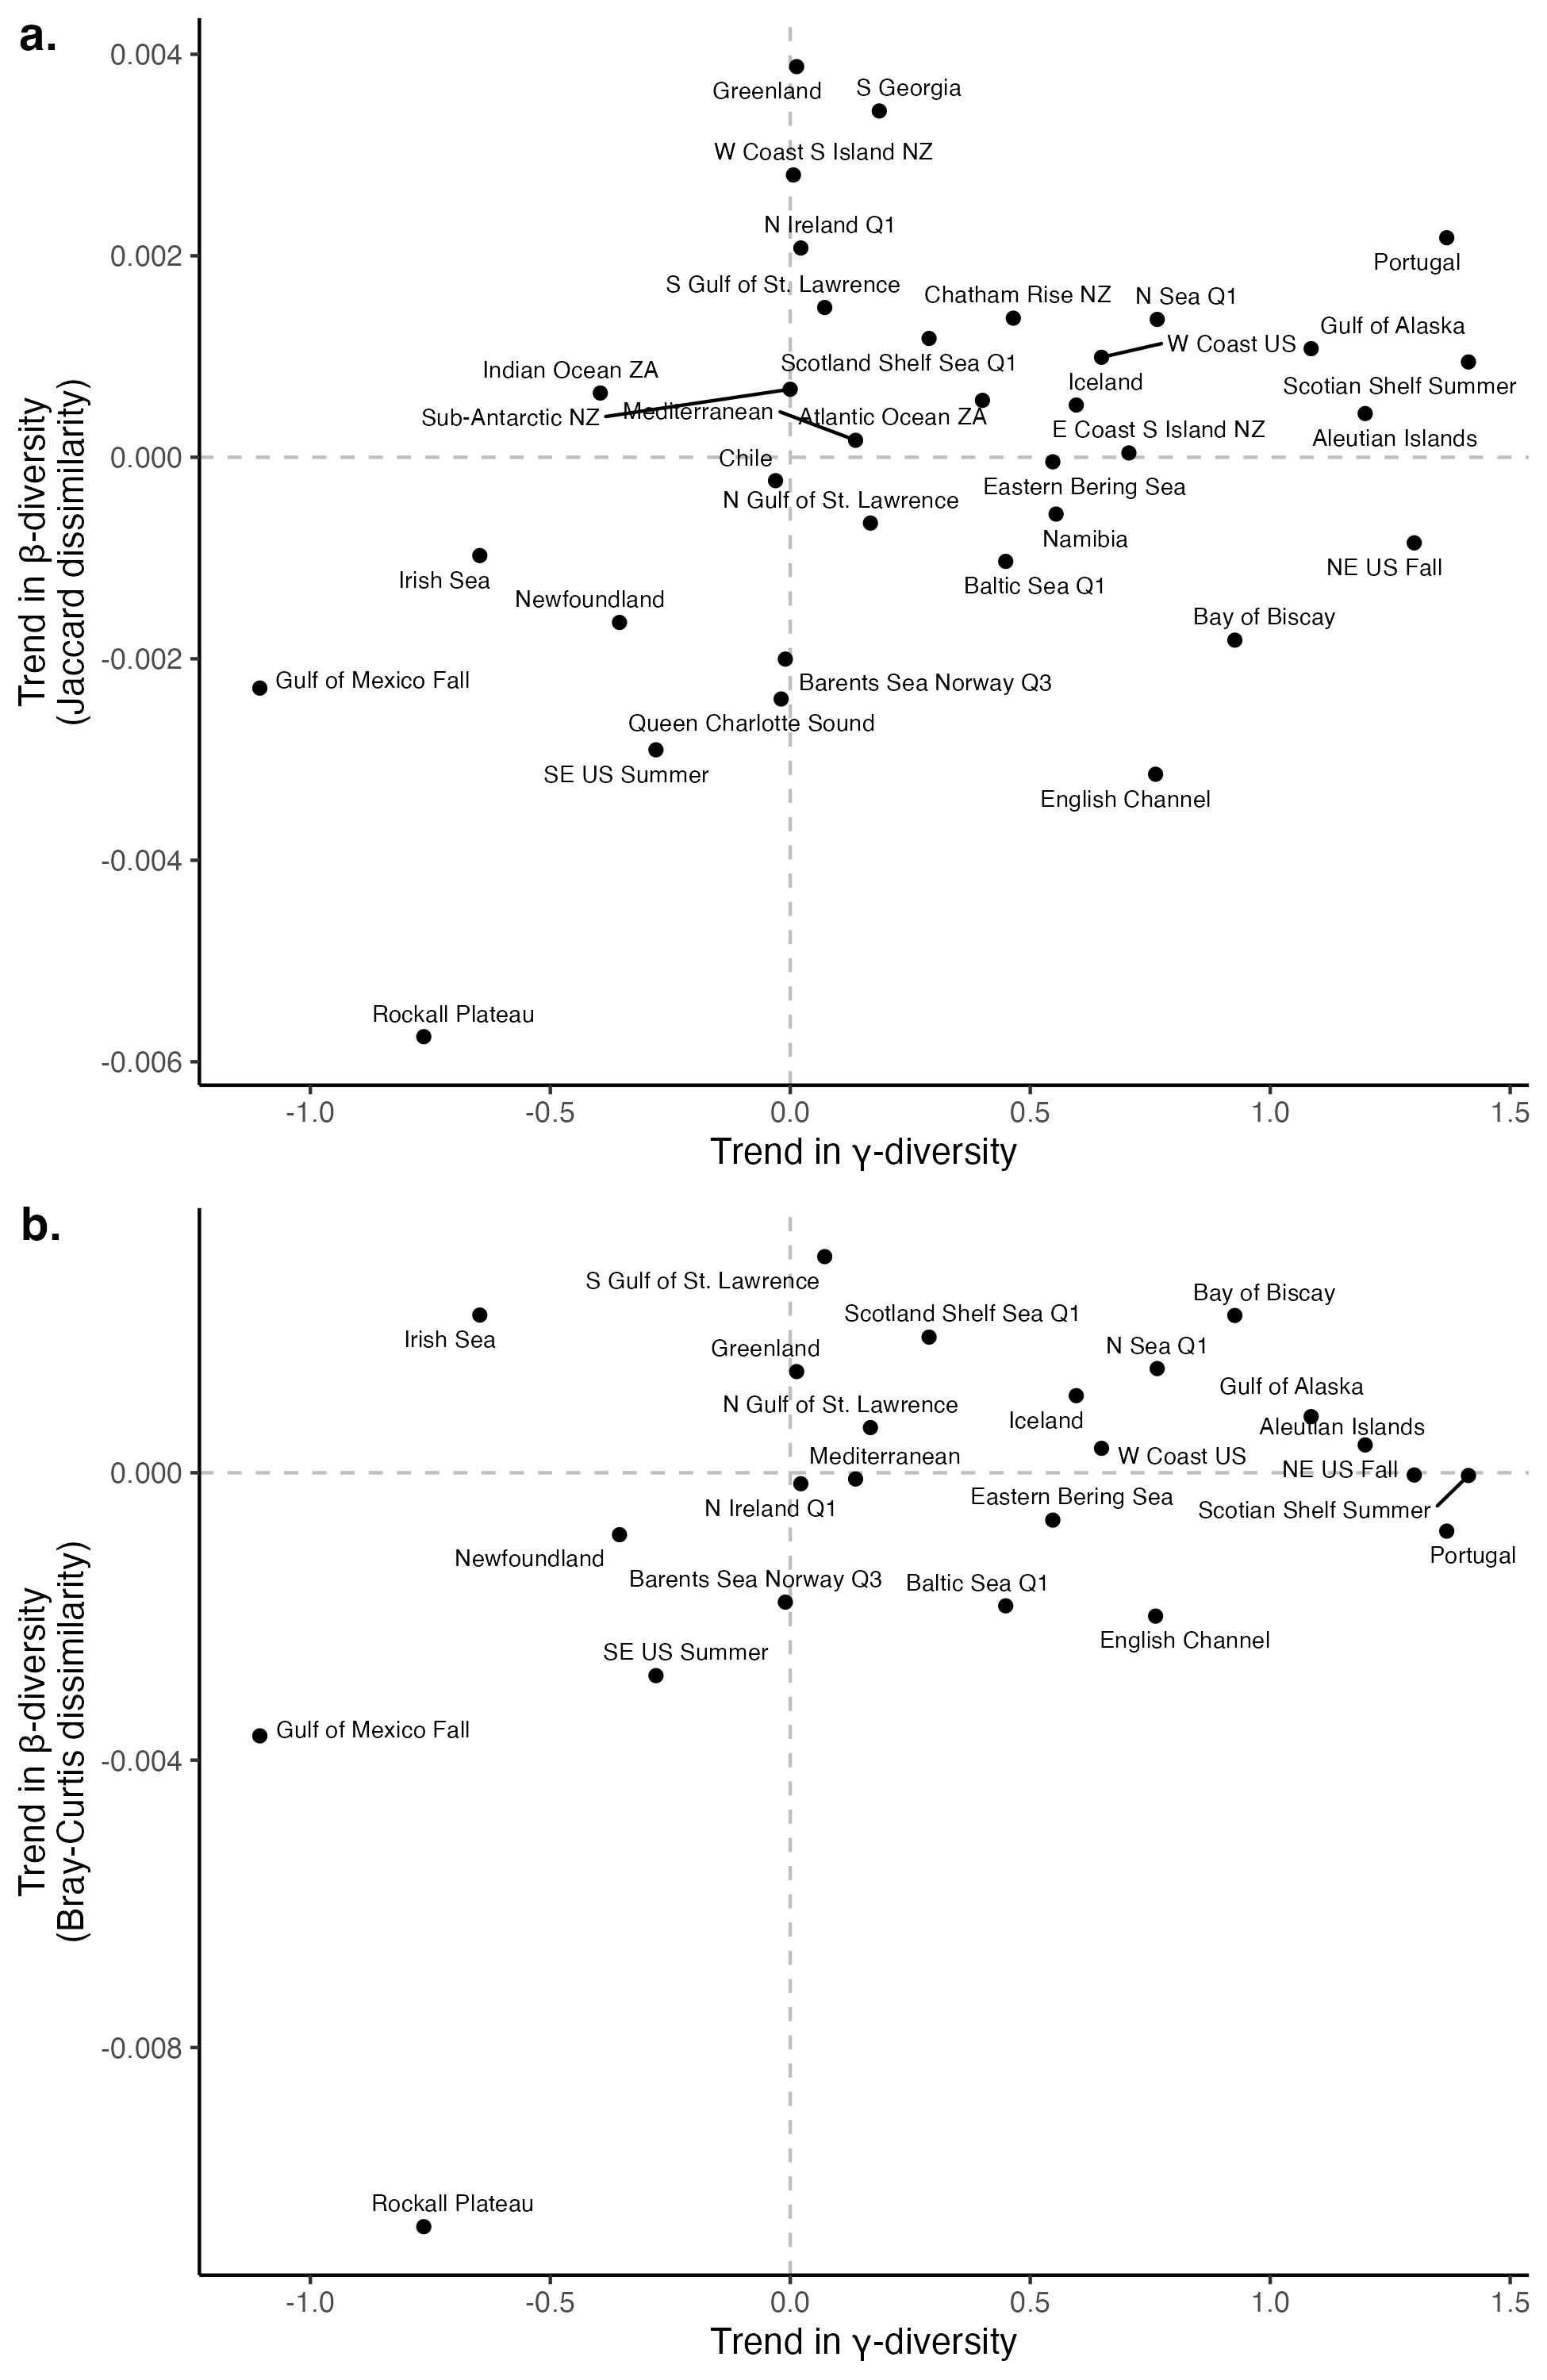 a.
0.004
Greenland
S Georgia
W Coast S Island NZ
N Ireland Q1
0.002
Portugal
S Gulf of St. Lawrence
Chatham Rise NZ
N Sea Q1
Gulf of Alaska
W Coast US
Scotland Shelf Sea Q1
Indian Ocean ZA
Iceland
Scotian Shelf Summer
Sub-Antarctic NZ
Mediterranean
Atlantic Ocean ZA
E Coast S Island NZ
Aleutian Islands
0.000
Chile
Eastern Bering Sea
N Gulf of St. Lawrence
Namibia
NE US Fall
Irish Sea
Baltic Sea Q1
Newfoundland
Bay of Biscay
-0.002
Gulf of Mexico Fall
Barents Sea Norway Q3
Queen Charlotte Sound
SE US Summer
English Channel
-0.004
Rockall Plateau
-0.006
Trend in β-diversity
(Jaccard dissimilarity)
-1.0
-0.5
0.0
0.5
1.0
1.5
Trend in γ-diversity
b.
S Gulf of St. Lawrence
Bay of Biscay
Scotland Shelf Sea Q1
Irish Sea
Greenland
N Sea Q1
Gulf of Alaska
N Gulf of St. Lawrence
Iceland
Aleutian Islands
Mediterranean
W Coast US
0.000
NE US Fall
Eastern Bering Sea
N Ireland Q1
Scotian Shelf Summer
Newfoundland
Portugal
Barents Sea Norway Q3
Baltic Sea Q1
English Channel
SE US Summer
Gulf of Mexico Fall
-0.004
-0.008
Rockall Plateau
Trend in β-diversity
(Bray-Curtis dissimilarity)
-1.0
-0.5
0.0
0.5
1.0
1.5
Trend in γ-diversity